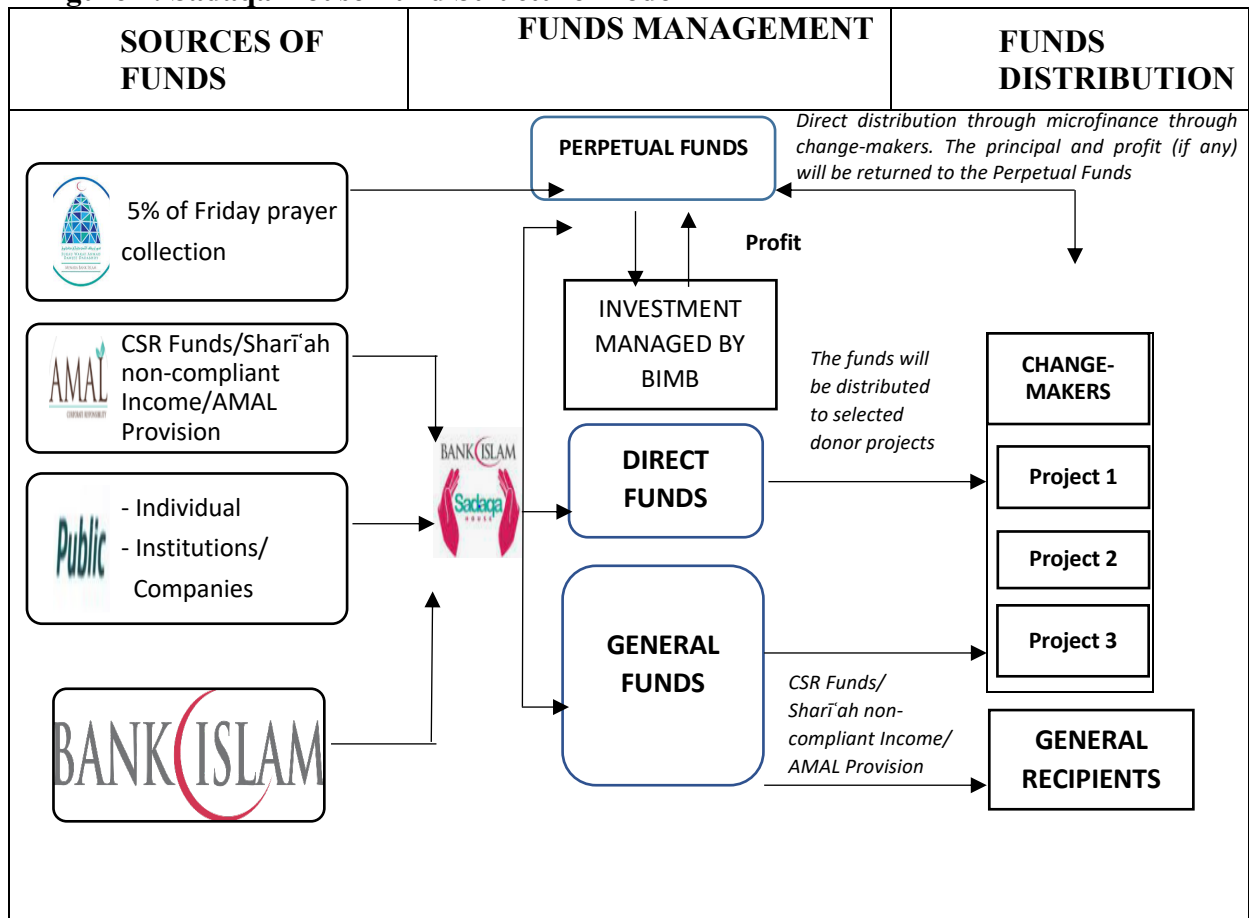 SOURCES OF
FUNDS
FUNDS MANAGEMENT
FUNDS
DISTRIBUTION
5% of Friday prayer
collection
AMAL
CSR Funds/Sharīʿah
non-compliant
Income/AMAL
Provision
Public
- Individual
- Institutions/
Companies
BANK ISLAM
BANK ISLAM
Sadaqa
HOUSE
PERPETUAL FUNDS
Profit
INVESTMENT
MANAGED BY
BIMB
DIRECT
FUNDS
GENERAL
FUNDS
Direct distribution through microfinance through
change-makers. The principal and profit (if any)
will be returned to the Perpetual Funds
The funds will
be distributed
to selected
donor projects
CSR Funds/
Sharīʿah non-
compliant Income/
AMAL Provision
CHANGE-
MAKERS
Project 1
Project 2
Project 3
GENERAL
RECIPIENTS